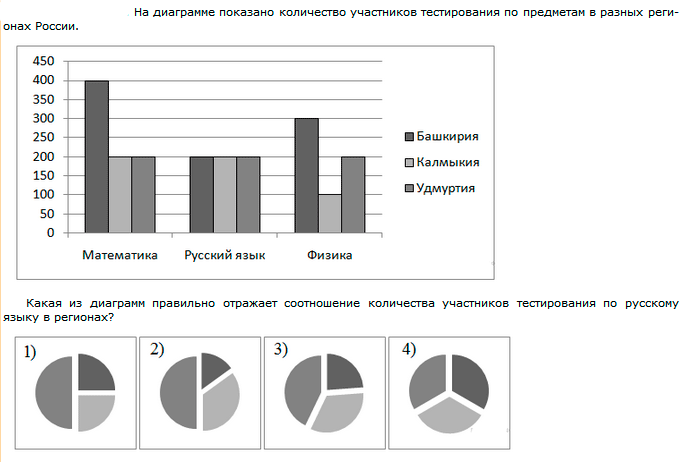 На диаграмме показано количество участников тестирования по предметам в разных реги-
онах России.
450
400
350
300
250
200
150
100
50
0
Математика Русский язык Физика
Башкирия
Калмыкия
Удмуртия
Какая из диаграмм правильно отражает соотношение количества участников тестирования по русскому
языку в регионах?
1) 2) 3) 4)